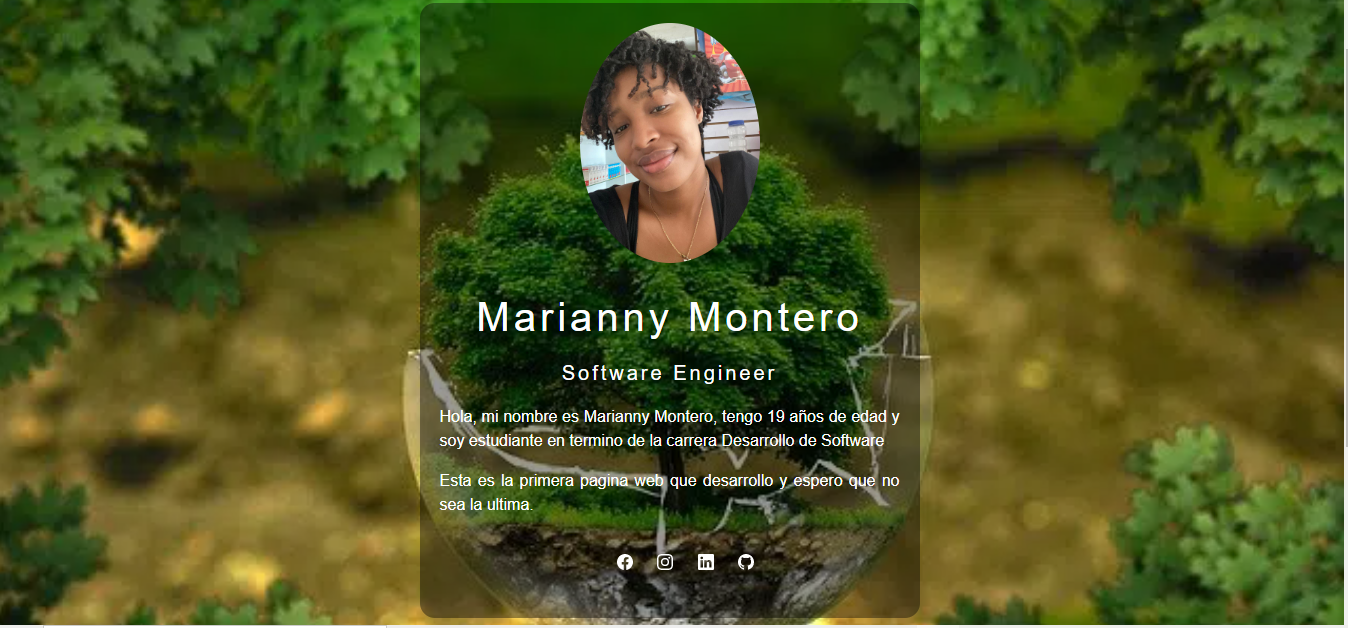 Marianny Montero
Software Engineer
Hola, mi nombre es Marianny Montero, tengo 19 años de edad y
soy estudiante en termino de la carrera Desarrollo de Software
Esta es la primera pagina web que desarrollo y espero que no
sea la ultima.